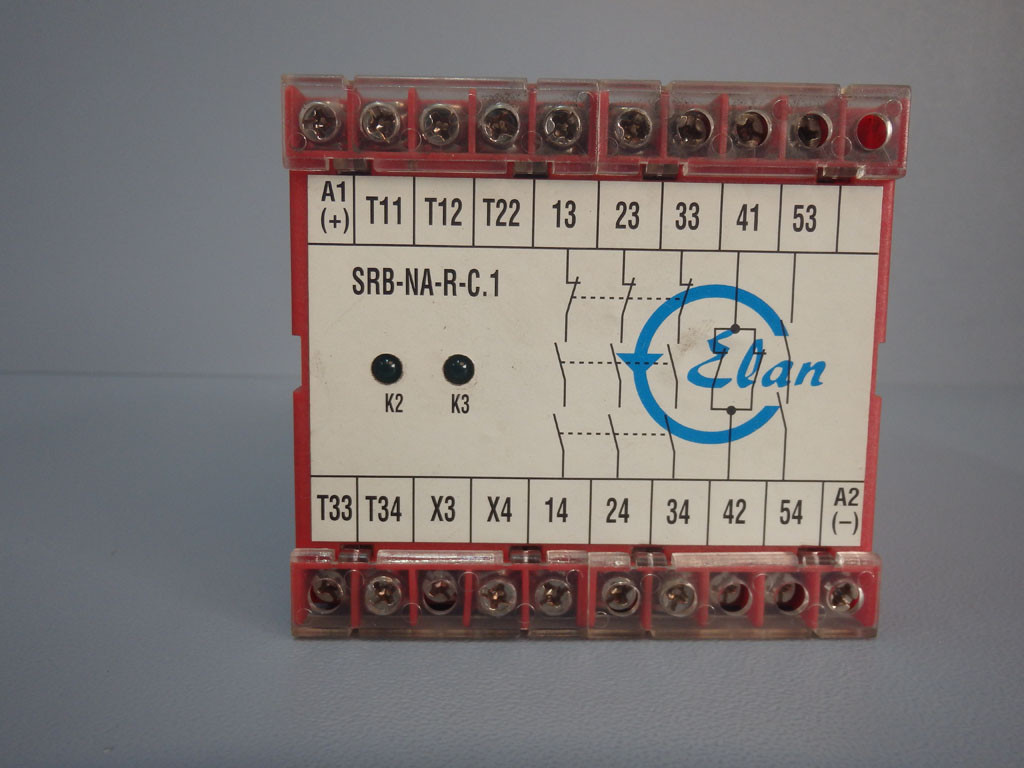 A1 (+) T11 T12 T22 13 23 33 41 53
SRB-NA-R-C.1
Elan
K2 K3
T33 T34 X3 X4 14 24 34 42 54 A2 (–)